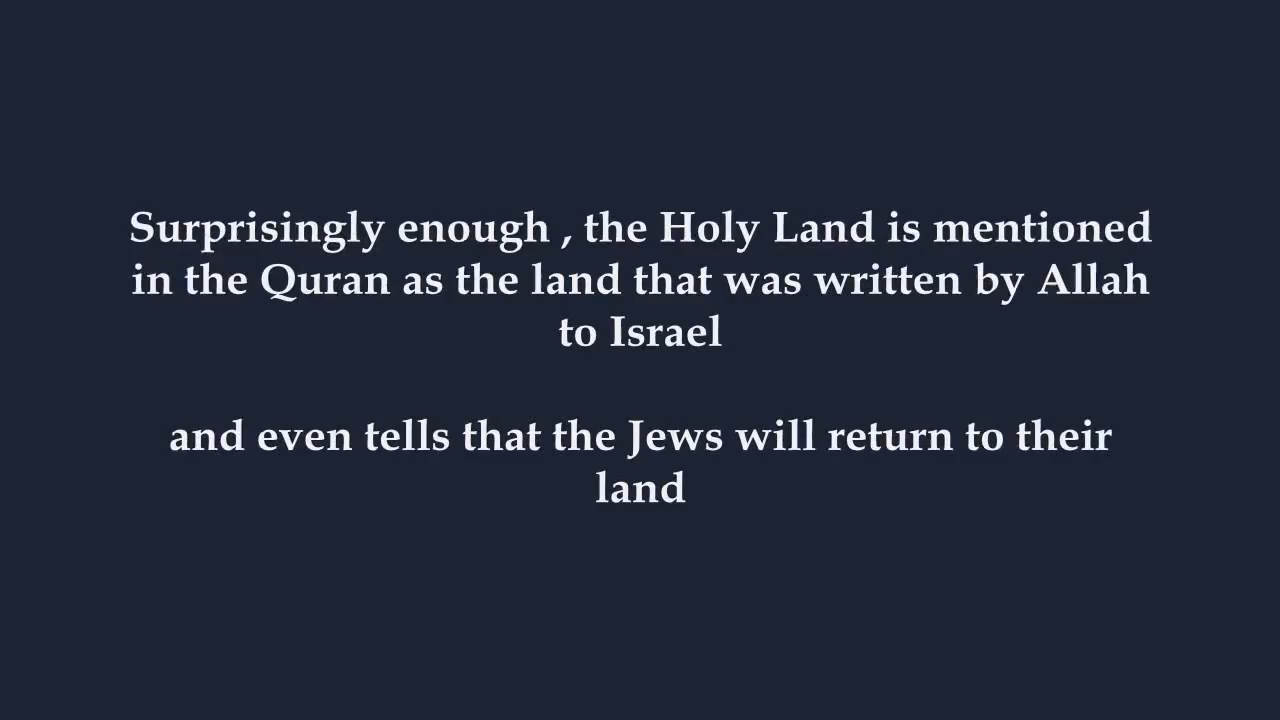 Surprisingly enough , the Holy Land is mentioned
in the Quran as the land that was written by Allah
to Israel
and even tells that the Jews will return to their
land